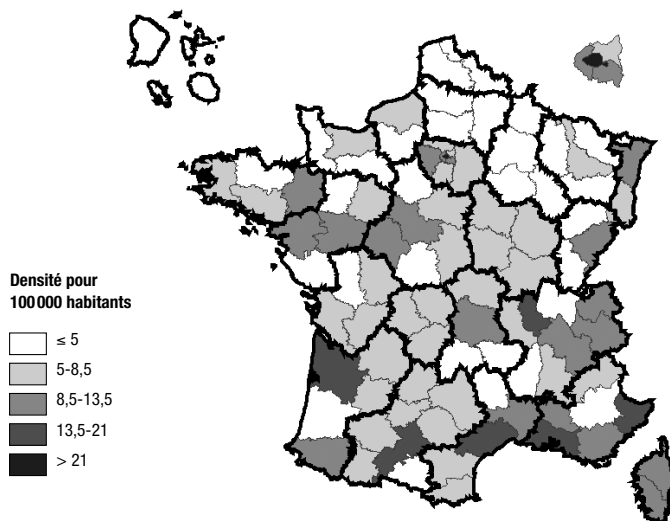 Densité pour
100 000 habitants
≤ 5
5-8,5
8,5-13,5
13,5-21
> 21